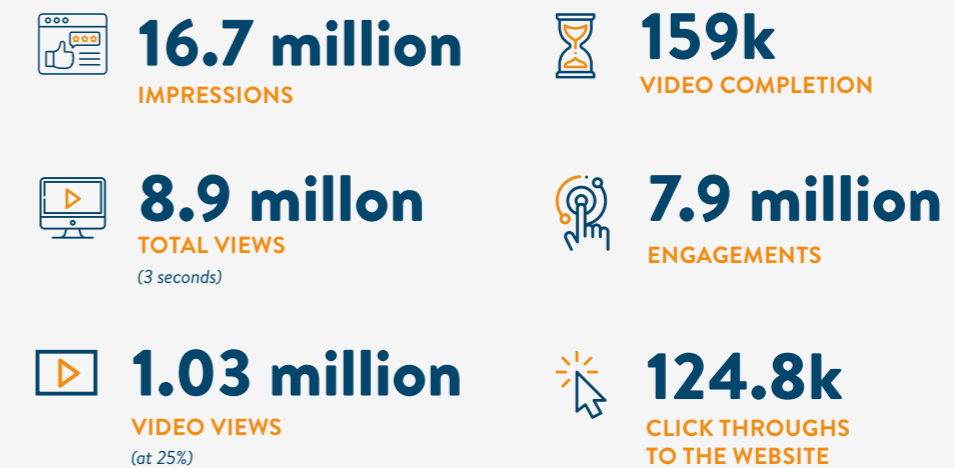 16.7 million
IMPRESSIONS
159k
VIDEO COMPLETION
8.9 millon
TOTAL VIEWS
(3 seconds)
7.9 million
ENGAGEMENTS
1.03 million
VIDEO VIEWS
(at 25%)
124.8k
CLICK THROUGHS
TO THE WEBSITE